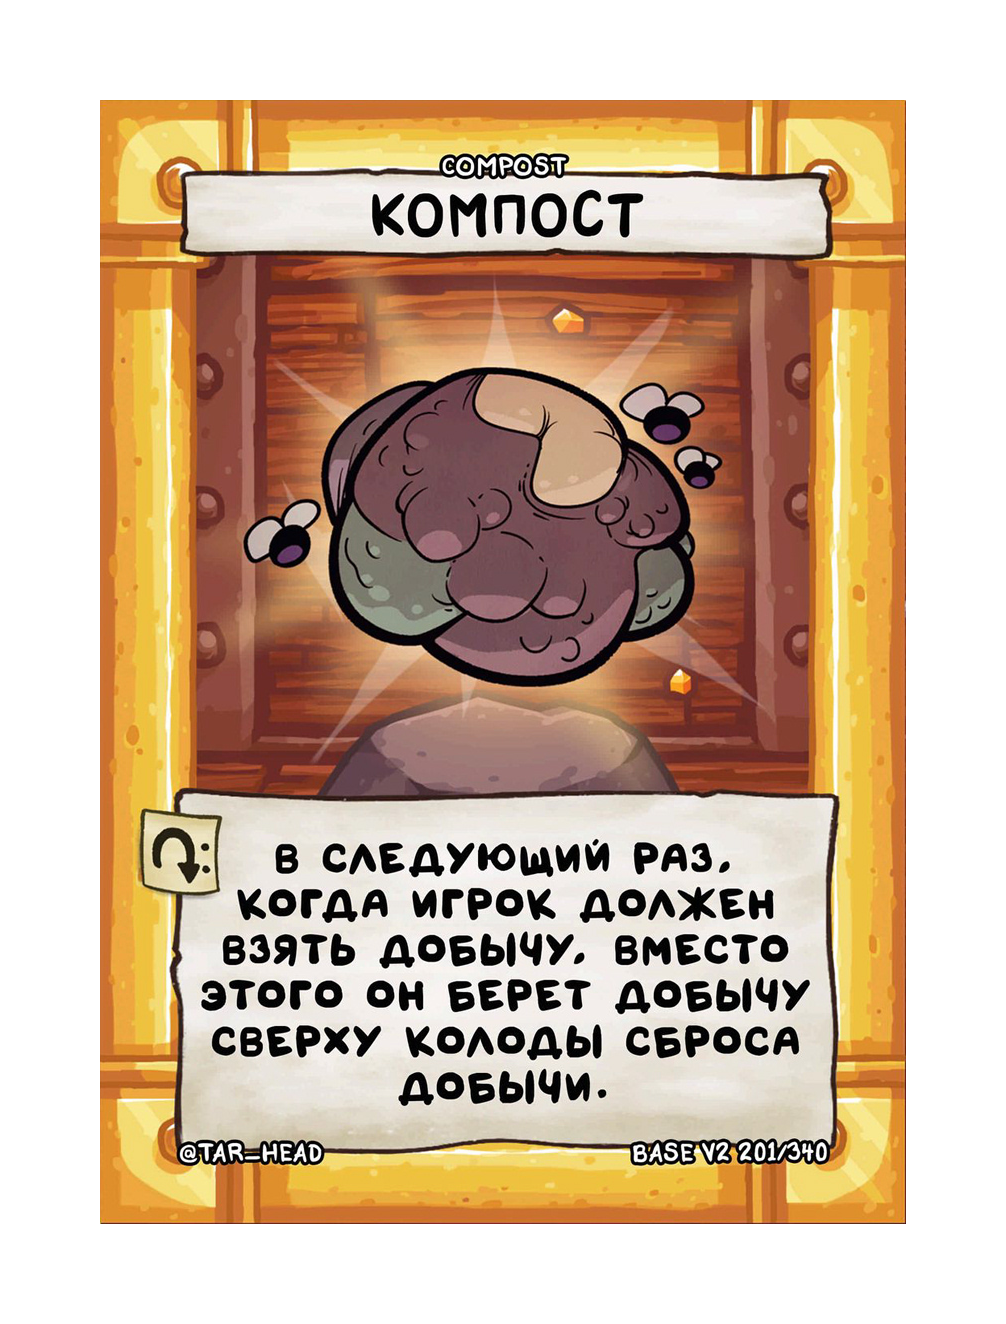 COMPOST
КОМПОСТ
В СЛЕДУЮЩИЙ РАЗ,
КОГДА ИГРОК ДОЛЖЕН
ВЗЯТЬ ДОБЫЧУ, ВМЕСТО
ЭТОГО ОН БЕРЕТ ДОБЫЧУ
СВЕРХУ КОЛОДЫ СБРОСА
ДОБЫЧИ.
@TAR_HEAD
BASE V2 201/340